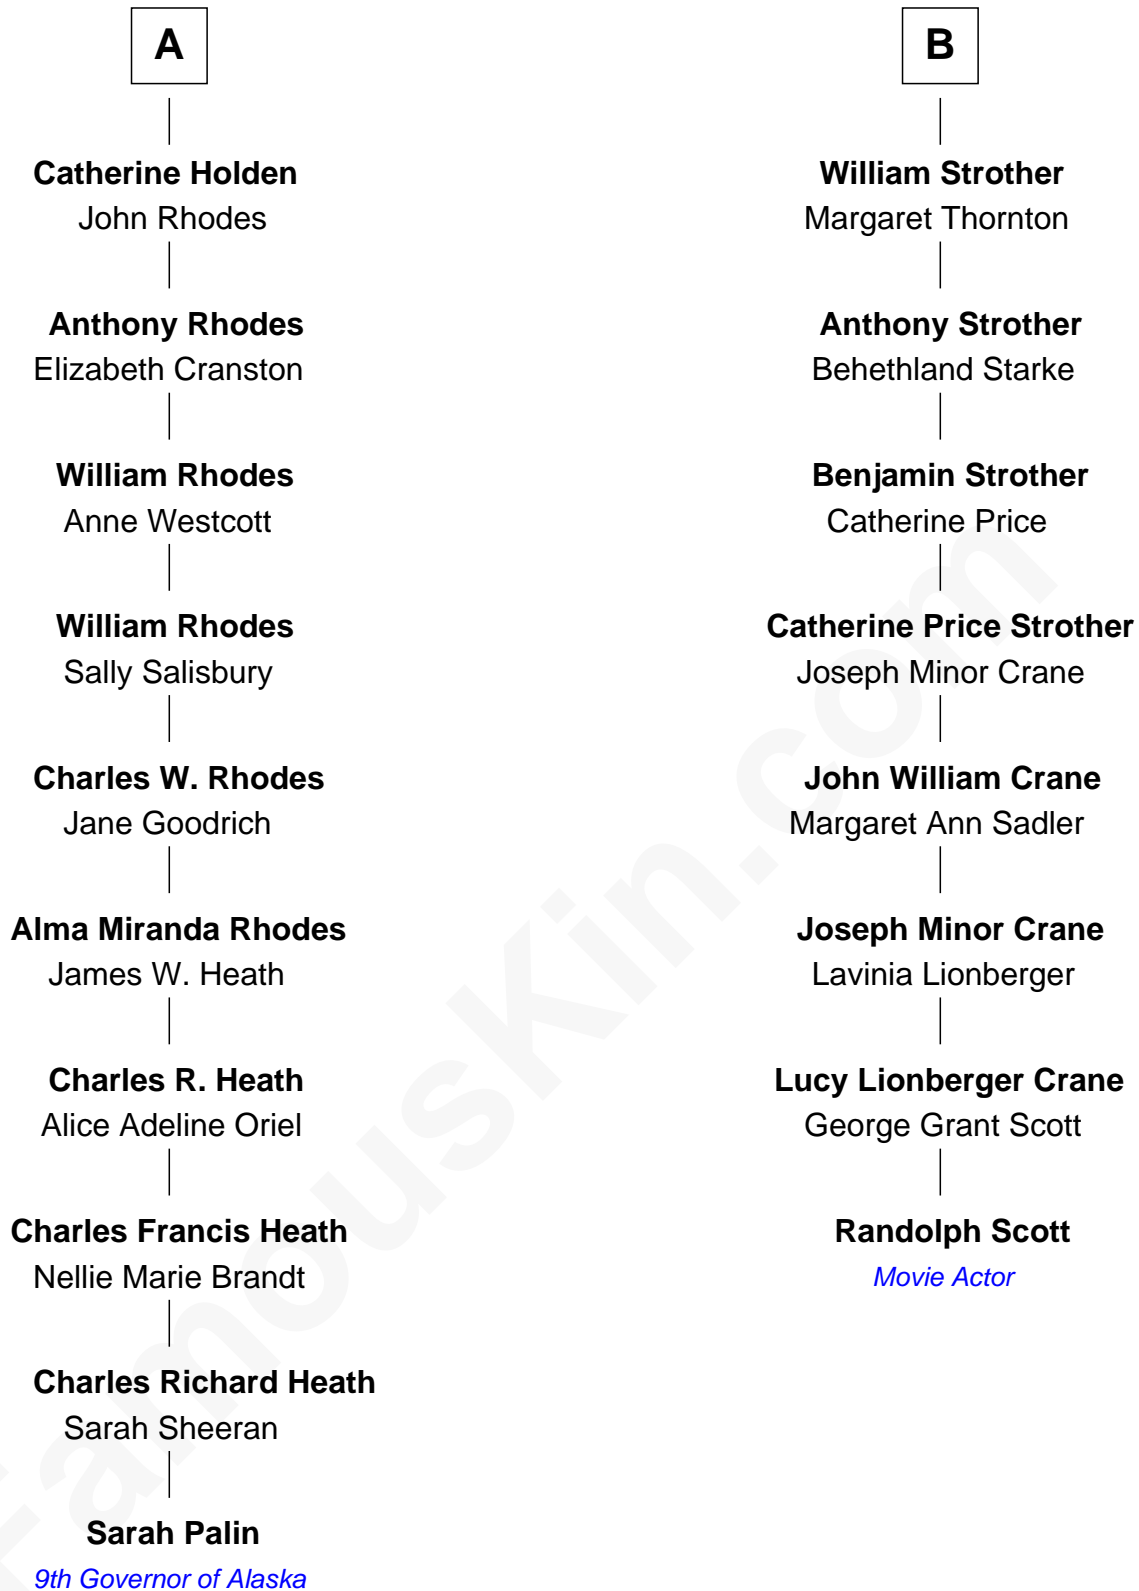 A
Catherine Holden
John Rhodes
Anthony Rhodes
Elizabeth Cranston
William Rhodes
Anne Westcott
William Rhodes
Sally Salisbury
Charles W. Rhodes
Jane Goodrich
Alma Miranda Rhodes
James W. Heath
Charles R. Heath
Alice Adeline Oriel
Charles Francis Heath
Nellie Marie Brandt
Charles Richard Heath
Sarah Sheeran
Sarah Palin
9th Governor of Alaska
B
William Strother
Margaret Thornton
Anthony Strother
Behethland Starke
Benjamin Strother
Catherine Price
Catherine Price Strother
Joseph Minor Crane
John William Crane
Margaret Ann Sadler
Joseph Minor Crane
Lavinia Lionberger
Lucy Lionberger Crane
George Grant Scott
Randolph Scott
Movie Actor
FamousKin.com